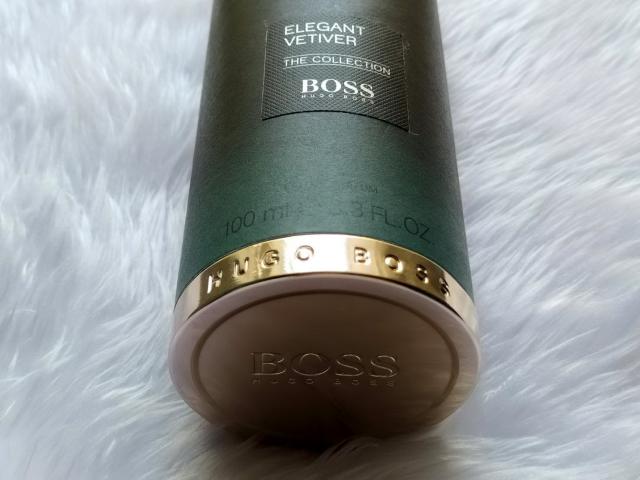 ELEGANT
VETIVER
THE COLLECTION
BOSS
HUGO BOSS
100 ml 3.3 FL.OZ.
HUGO BOSS
BOSS
HUGO BOSS